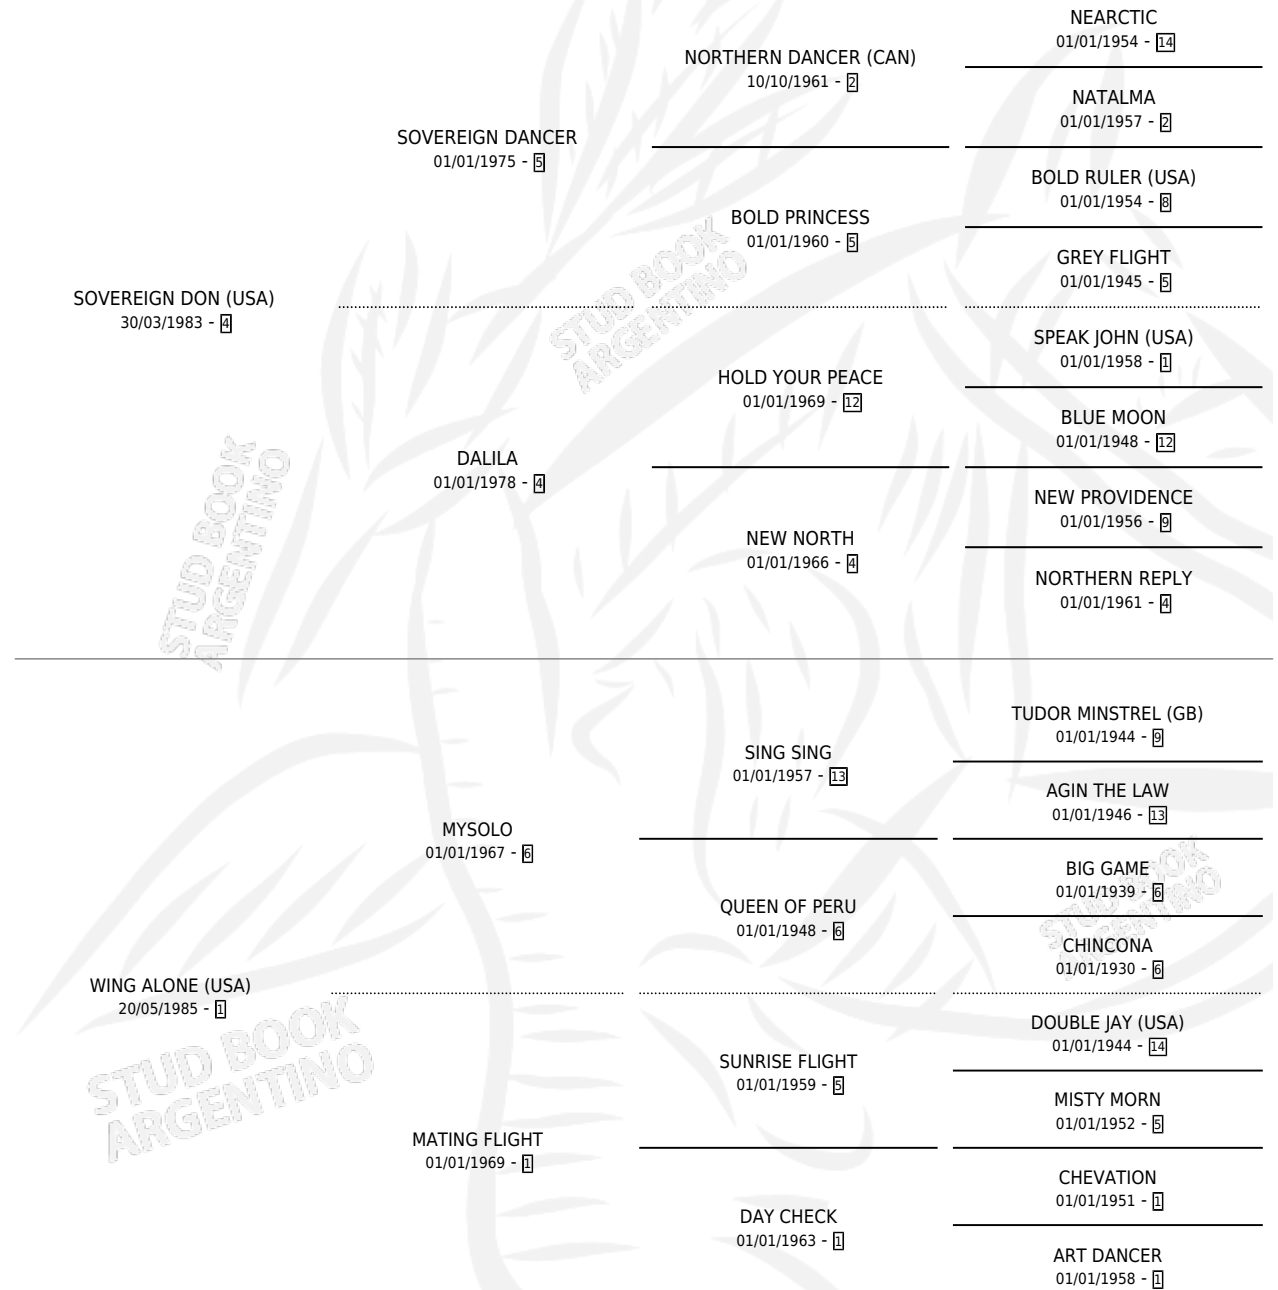 NEARCTIC
01/01/1954 - 14
NORTHERN DANCER (CAN)
10/10/1961 - 2
NATALMA
01/01/1957 - 2
SOVEREIGN DANCER
01/01/1975 - 5
BOLD RULER (USA)
01/01/1954 - 8
BOLD PRINCESS
01/01/1960 - 5
GREY FLIGHT
01/01/1945 - 5
SOVEREIGN DON (USA)
30/03/1983 - 4
SPEAK JOHN (USA)
01/01/1958 - 1
HOLD YOUR PEACE
01/01/1969 - 12
BLUE MOON
01/01/1948 - 12
DALILA
01/01/1978 - 4
NEW PROVIDENCE
01/01/1956 - 9
NEW NORTH
01/01/1966 - 4
NORTHERN REPLY
01/01/1961 - 4
TUDOR MINSTREL (GB)
01/01/1944 - 9
SING SING
01/01/1957 - 13
AGIN THE LAW
01/01/1946 - 13
MYSOLO
01/01/1967 - 6
BIG GAME
01/01/1939 - 6
QUEEN OF PERU
01/01/1948 - 6
CHINCONA
01/01/1930 - 6
WING ALONE (USA)
20/05/1985 - 1
DOUBLE JAY (USA)
01/01/1944 - 14
SUNRISE FLIGHT
01/01/1959 - 5
MISTY MORN
01/01/1952 - 5
MATING FLIGHT
01/01/1969 - 1
CHEVATION
01/01/1951 - 1
DAY CHECK
01/01/1963 - 1
ART DANCER
01/01/1958 - 1
STUD BOOK
ARGENTINO
STUD BOOK
ARGENTINO
STUD BOOK
ARGENTINO
STUD BOOK
ARGENTINO